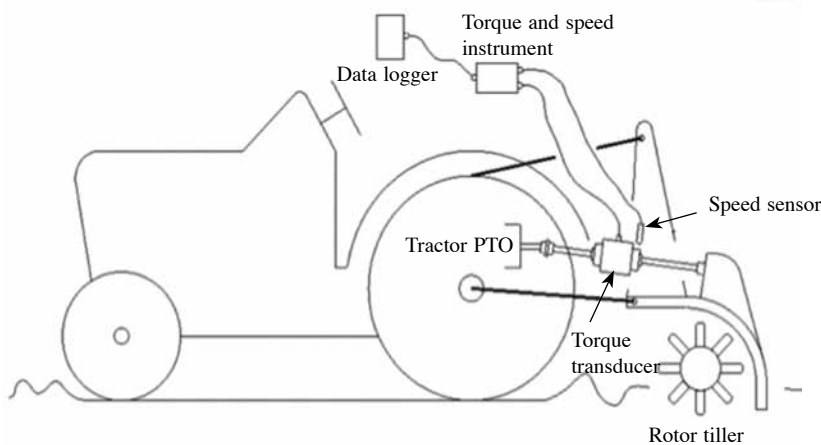 Torque and speed
instrument
Data logger
Speed sensor
Tractor PTO
Torque
transducer
Rotor tiller